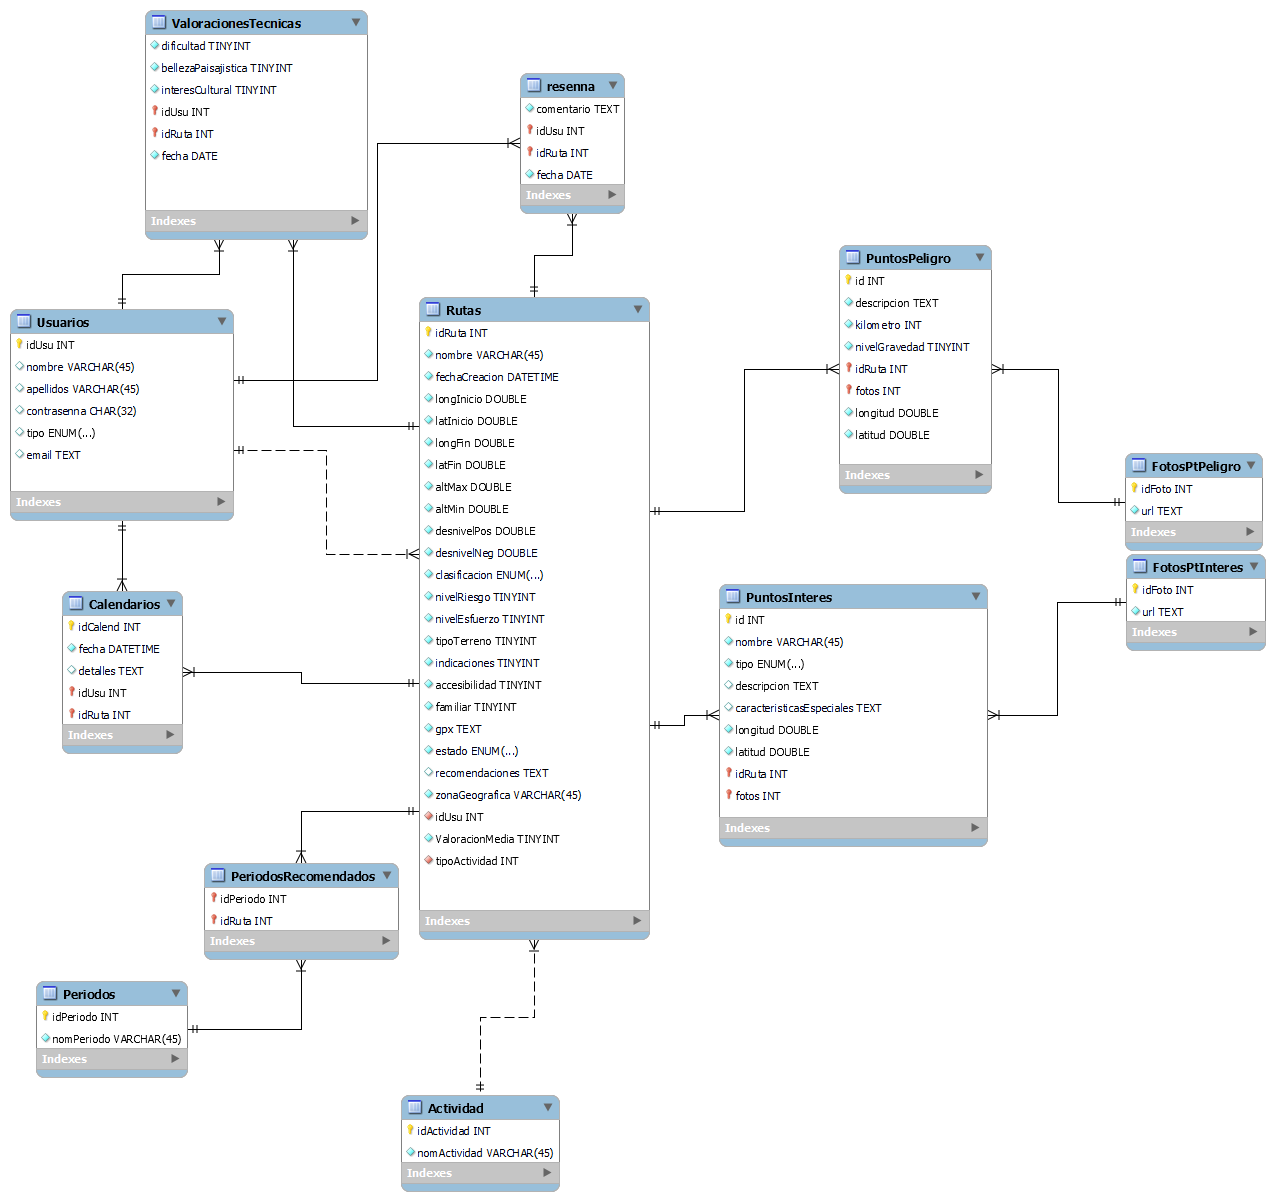 ValoracionesTecnicas
dificultad TINYINT
bellezaPaisajistica TINYINT
interesCultural TINYINT
idUsu INT
idRuta INT
fecha DATE
Indexes
resenna
comentario TEXT
idUsu INT
idRuta INT
fecha DATE
Indexes
Usuarios
idUsu INT
nombre VARCHAR(45)
apellidos VARCHAR(45)
contrasenna CHAR(32)
tipo ENUM(...)
email TEXT
Indexes
Rutas
idRuta INT
nombre VARCHAR(45)
fechaCreacion DATETIME
longInicio DOUBLE
latInicio DOUBLE
longFin DOUBLE
latFin DOUBLE
altMax DOUBLE
altMin DOUBLE
desnivelPos DOUBLE
desnivelNeg DOUBLE
clasificacion ENUM(...)
nivelRiesgo TINYINT
nivelEsfuerzo TINYINT
tipoTerreno TINYINT
indicaciones TINYINT
accesibilidad TINYINT
familiar TINYINT
gpx TEXT
estado ENUM(...)
recomendaciones TEXT
zonaGeografica VARCHAR(45)
idUsu INT
ValoracionMedia TINYINT
tipoActividad INT
Indexes
PuntosPeligro
id INT
descripcion TEXT
kilometro INT
nivelGravedad TINYINT
idRuta INT
fotos INT
longitud DOUBLE
latitud DOUBLE
Indexes
FotosPtPeligro
idFoto INT
url TEXT
Indexes
FotosPtInteres
idFoto INT
url TEXT
Indexes
PuntosInteres
id INT
nombre VARCHAR(45)
tipo ENUM(...)
descripcion TEXT
caracteristicasEspeciales TEXT
longitud DOUBLE
latitud DOUBLE
idRuta INT
fotos INT
Indexes
Calendarios
idCalend INT
fecha DATETIME
detalles TEXT
idUsu INT
idRuta INT
Indexes
PeriodosRecomendados
idPeriodo INT
idRuta INT
Indexes
Periodos
idPeriodo INT
nomPeriodo VARCHAR(45)
Indexes
Actividad
idActividad INT
nomActividad VARCHAR(45)
Indexes